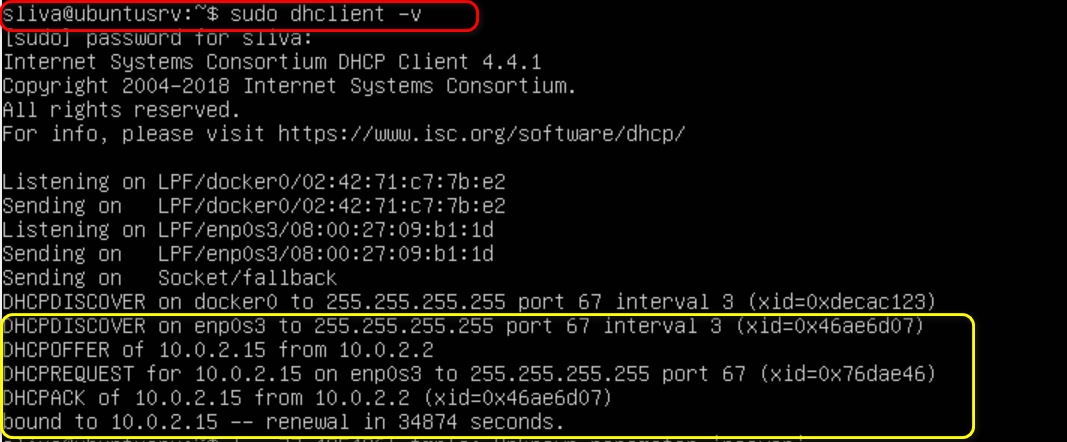 sliva@ubuntusrv:~$ sudo dhclient -v
[sudo] password for sliva:
Internet Systems Consortium DHCP Client 4.4.1
Copyright 2004-2018 Internet Systems Consortium.
All rights reserved.
For info, please visit https://www.isc.org/software/dhcp/
Listening on LPF/docker0/02:42:71:c7:7b:e2
Sending on   LPF/docker0/02:42:71:c7:7b:e2
Listening on LPF/enp0s3/08:00:27:09:b1:1d
Sending on   LPF/enp0s3/08:00:27:09:b1:1d
Sending on   Socket/fallback
DHCPDISCOVER on docker0 to 255.255.255.255 port 67 interval 3 (xid=0xdecac123)
DHCPDISCOVER on enp0s3 to 255.255.255.255 port 67 interval 3 (xid=0x46ae6d07)
DHCPOFFER of 10.0.2.15 from 10.0.2.2
DHCPREQUEST for 10.0.2.15 on enp0s3 to 255.255.255.255 port 67 (xid=0x76dae46)
DHCPACK of 10.0.2.15 from 10.0.2.2 (xid=0x46ae6d07)
bound to 10.0.2.15 -- renewal in 34874 seconds.